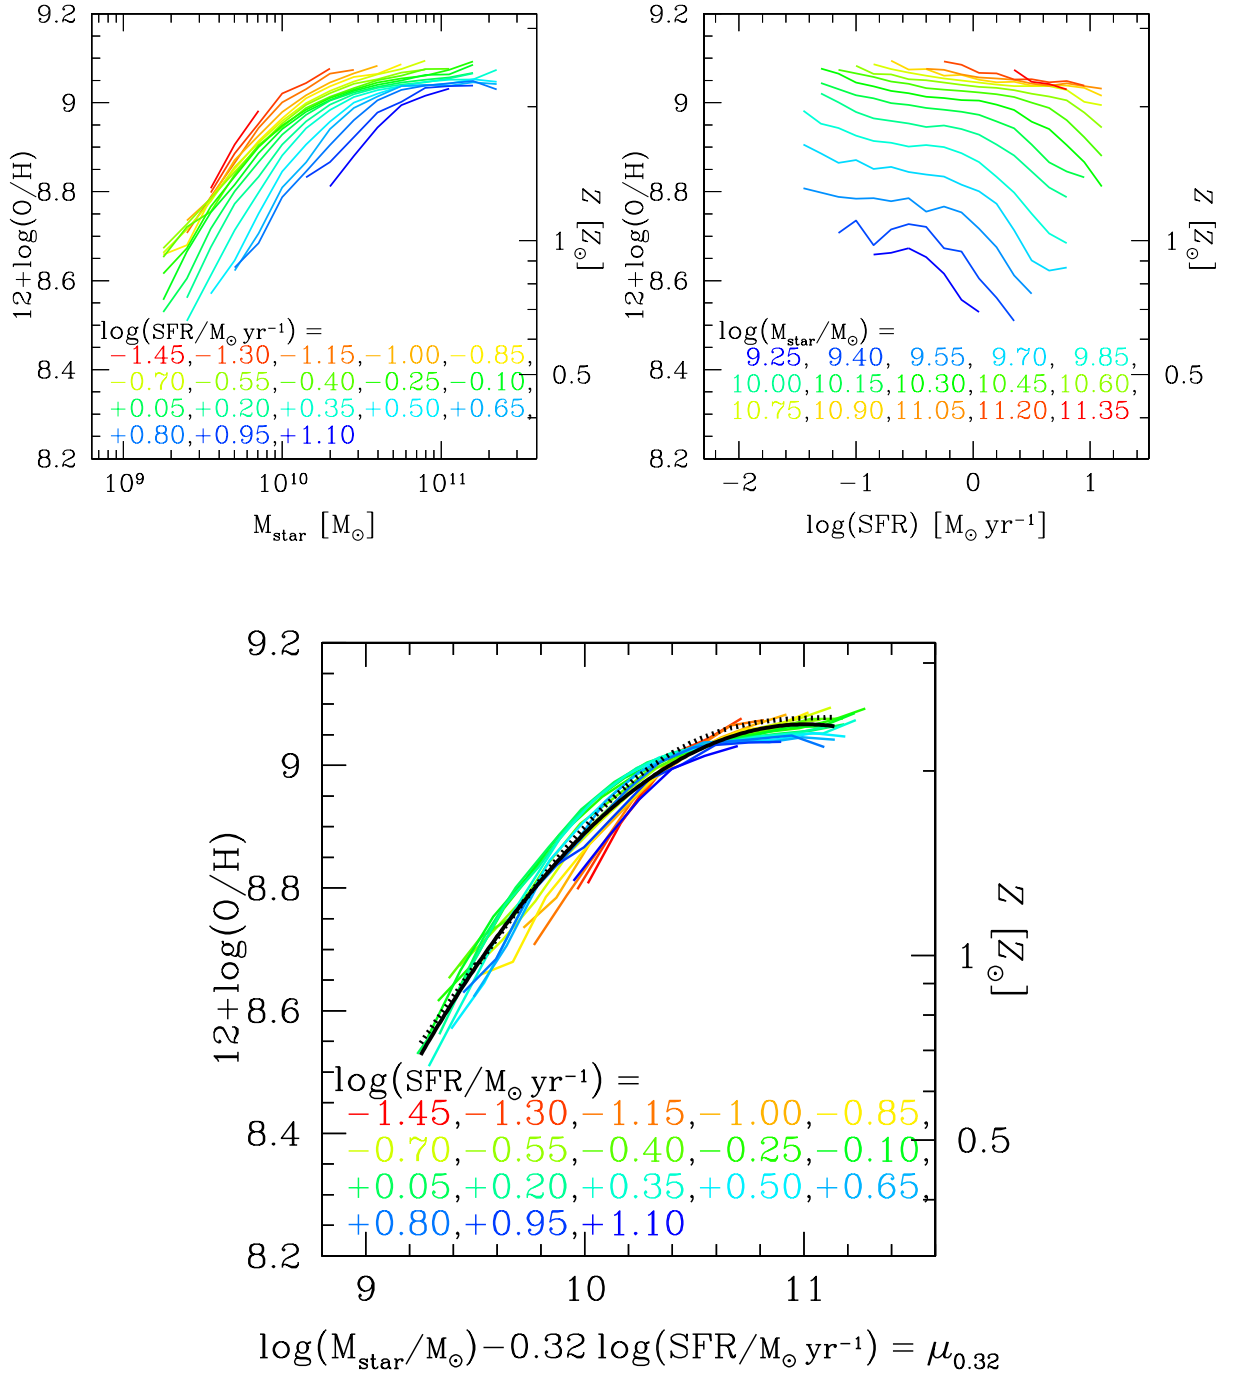 9.2
9
8.8
8.6
8.4
8.2
12+log(O/H)
log(SFR/M⊙ yr⁻¹) =
−1.45,−1.30,−1.15,−1.00,−0.85,
−0.70,−0.55,−0.40,−0.25,−0.10,
+0.05,+0.20,+0.35,+0.50,+0.65,
+0.80,+0.95,+1.10
1
0.5
Z [Z⊙]
10⁹ 10¹⁰ 10¹¹
M_star [M⊙]
9.2
9
8.8
8.6
8.4
8.2
12+log(O/H)
log(M_star/M⊙) =
9.25, 9.40, 9.55, 9.70, 9.85,
10.00,10.15,10.30,10.45,10.60,
10.75,10.90,11.05,11.20,11.35
1
0.5
Z [Z⊙]
−2 −1 0 1
log(SFR) [M⊙ yr⁻¹]
9.2
9
8.8
8.6
8.4
8.2
12+log(O/H)
log(SFR/M⊙ yr⁻¹) =
−1.45,−1.30,−1.15,−1.00,−0.85,
−0.70,−0.55,−0.40,−0.25,−0.10,
+0.05,+0.20,+0.35,+0.50,+0.65,
+0.80,+0.95,+1.10
1
0.5
Z [Z⊙]
9 10 11
log(M_star/M⊙)−0.32 log(SFR/M⊙ yr⁻¹) = μ_0.32